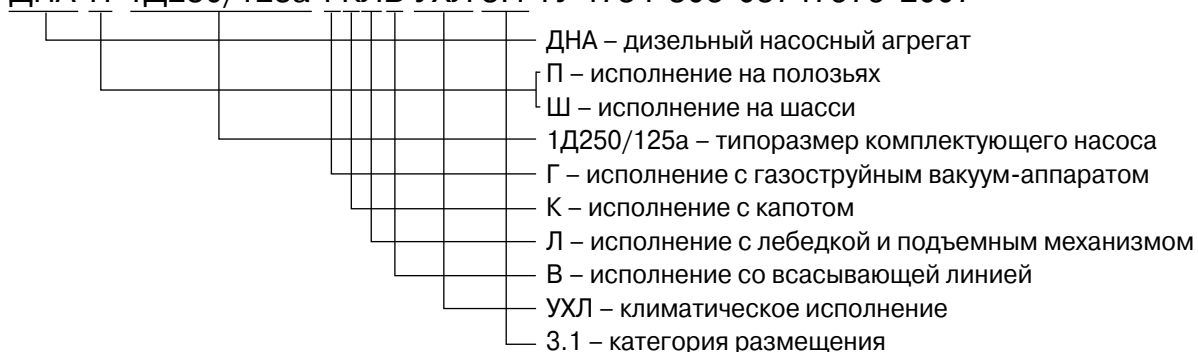 ДНА – дизельный насосный агрегат
П – исполнение на полозьях
Ш – исполнение на шасси
1Д250/125а – типоразмер комплектующего насоса
Г – исполнение с газоструйным вакуум-аппаратом
К – исполнение с капотом
Л – исполнение с лебедкой и подъемным механизмом
В – исполнение со всасывающей линией
УХЛ – климатическое исполнение
3.1 – категория размещения